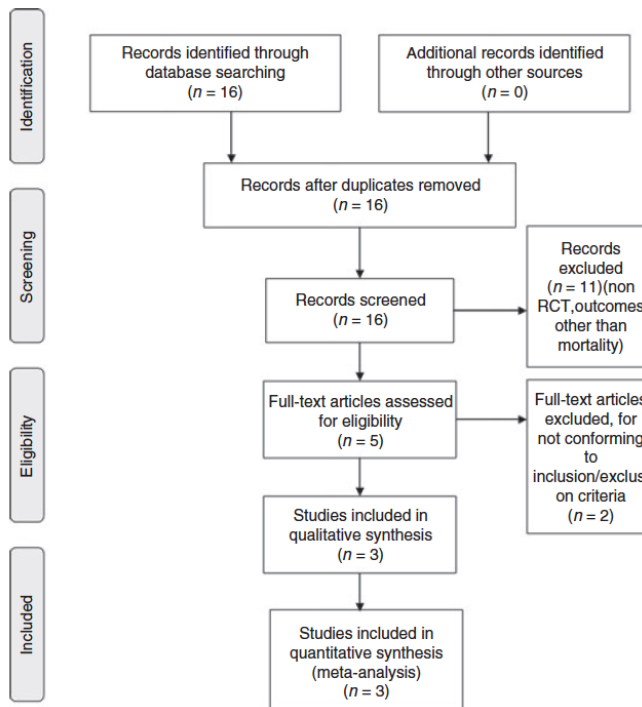 Identification
Records identified through
database searching
(n = 16)
Additional records identified
through other sources
(n = 0)
Records after duplicates removed
(n = 16)
Screening
Records screened
(n = 16)
Records
excluded
(n = 11)(non
RCT,outcomes
other than
mortality)
Eligibility
Full-text articles assessed
for eligibility
(n = 5)
Full-text articles
excluded, for
not conforming
to
inclusion/exclusi
on criteria
(n = 2)
Studies included in
qualitative synthesis
(n = 3)
Included
Studies included in
quantitative synthesis
(meta-analysis)
(n = 3)